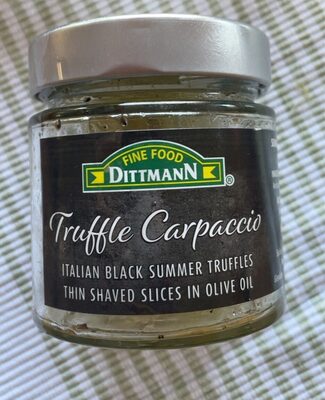 FINE FOOD
DITTMANN ®
Truffle Carpaccio
ITALIAN BLACK SUMMER TRUFFLES
THIN SHAVED SLICES IN OLIVE OIL